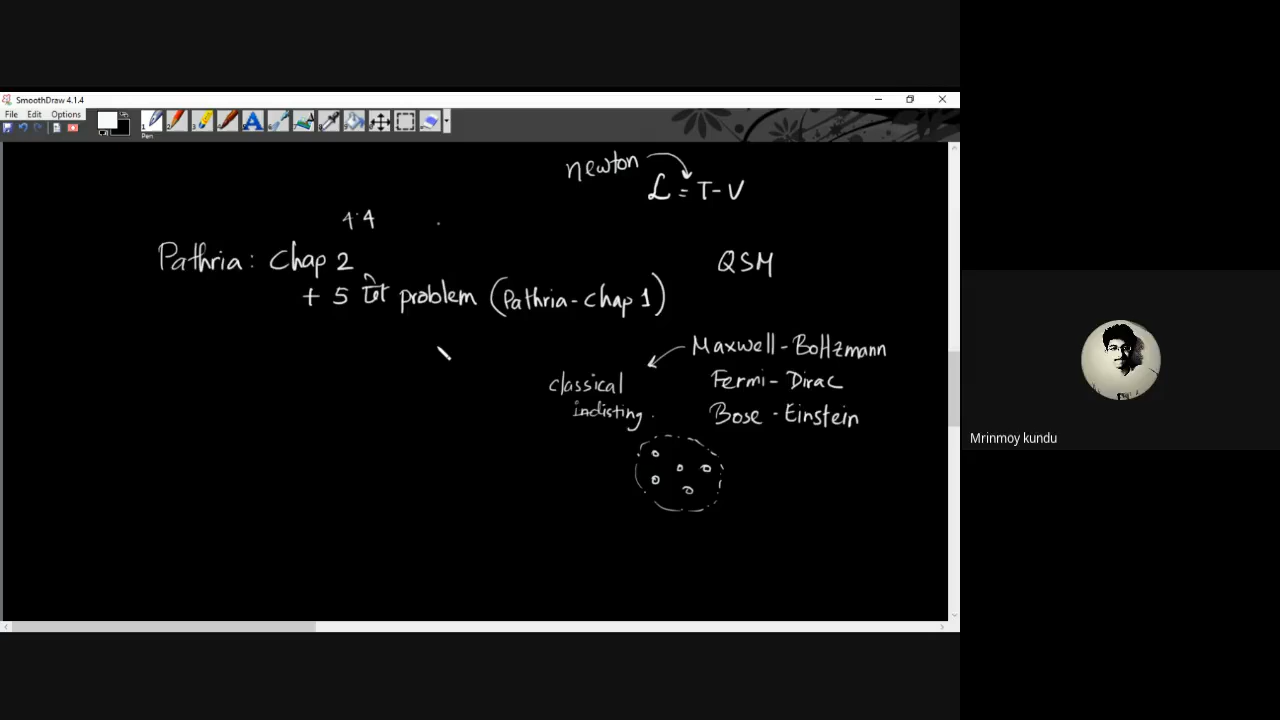 SmoothDraw 4.1.4
File Edit Options
Pen
newton
ℒ = T - V
4.4
Pathria: Chap 2
QSM
+ 5 টা problem (Pathria - chap 1)
Maxwell - Boltzmann
classical
Fermi - Dirac
indisting.
Bose - Einstein
Mrinmoy kundu